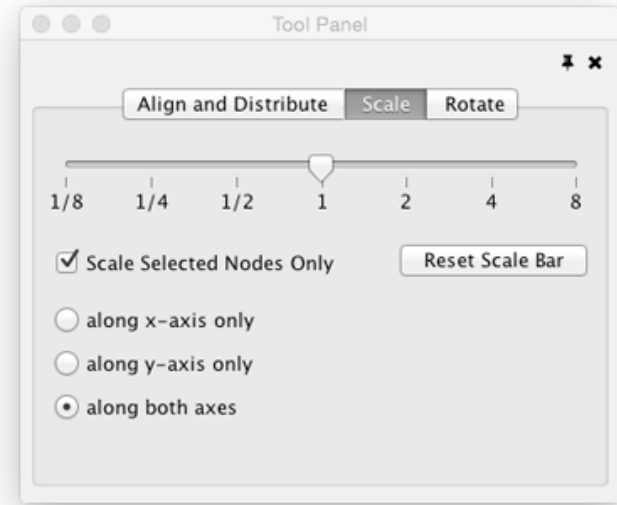 Tool Panel
Align and Distribute Scale Rotate
1/8 1/4 1/2 1 2 4 8
Scale Selected Nodes Only Reset Scale Bar
along x-axis only
along y-axis only
along both axes